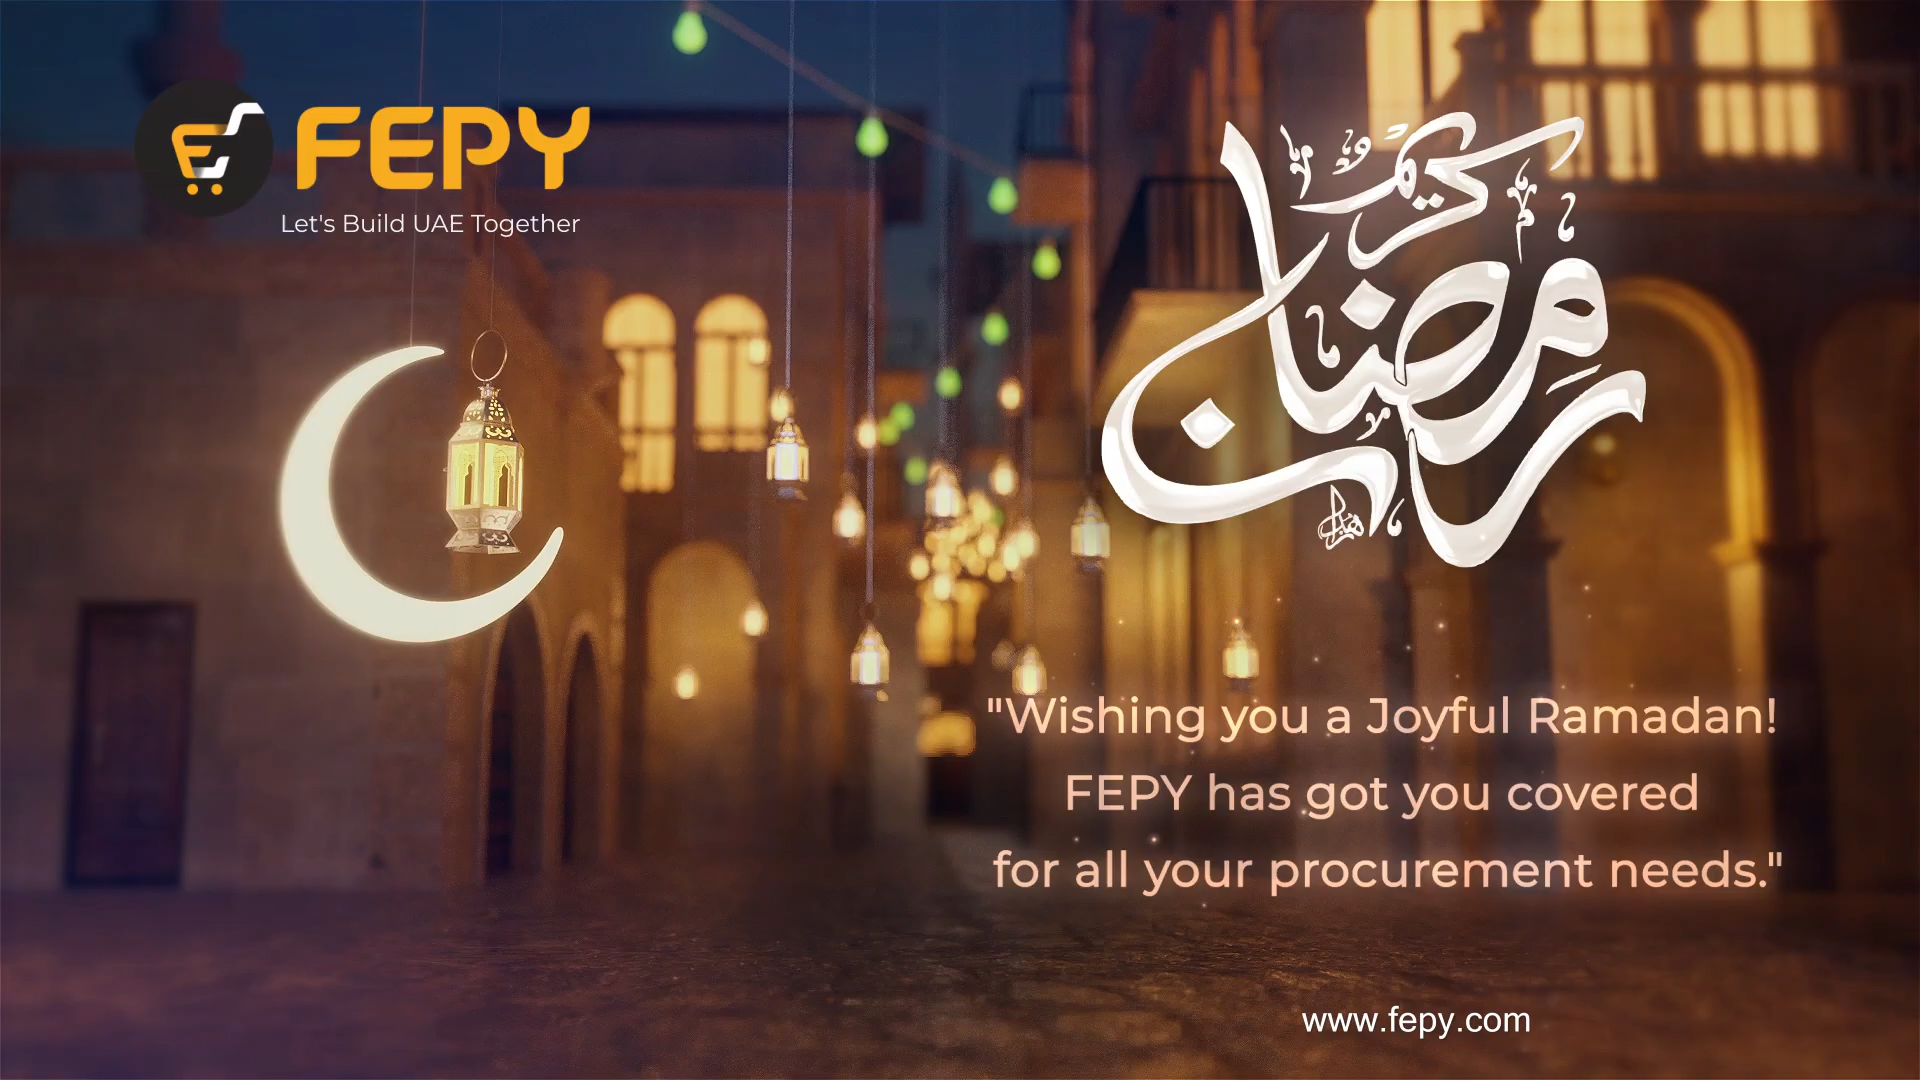 FEPY
Let's Build UAE Together
رمضان كريم
"Wishing you a Joyful Ramadan!
FEPY has got you covered
for all your procurement needs."
www.fepy.com